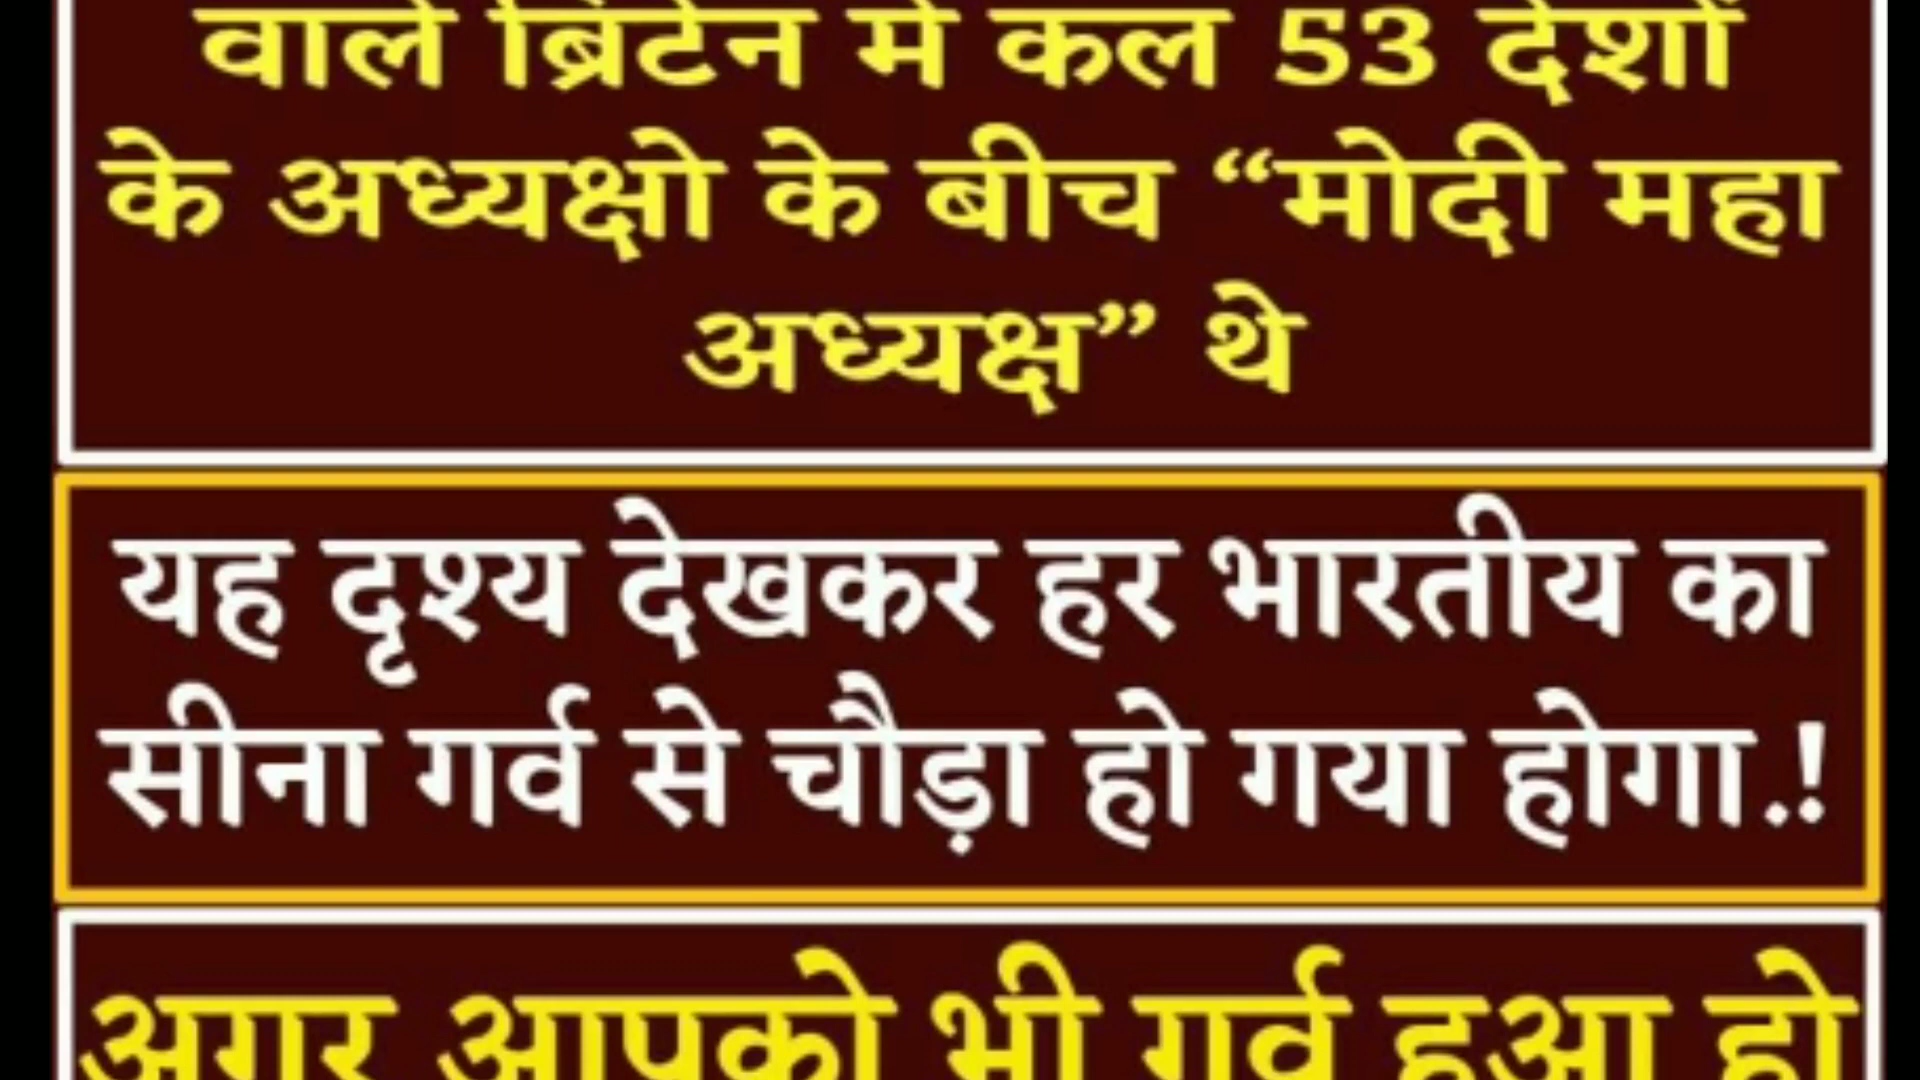 वाले ब्रिटेन में कल 53 देशों
के अध्यक्षो के बीच “मोदी महा
अध्यक्ष” थे
यह दृश्य देखकर हर भारतीय का
सीना गर्व से चौड़ा हो गया होगा.!
अगर आपको भी गर्व हुआ हो